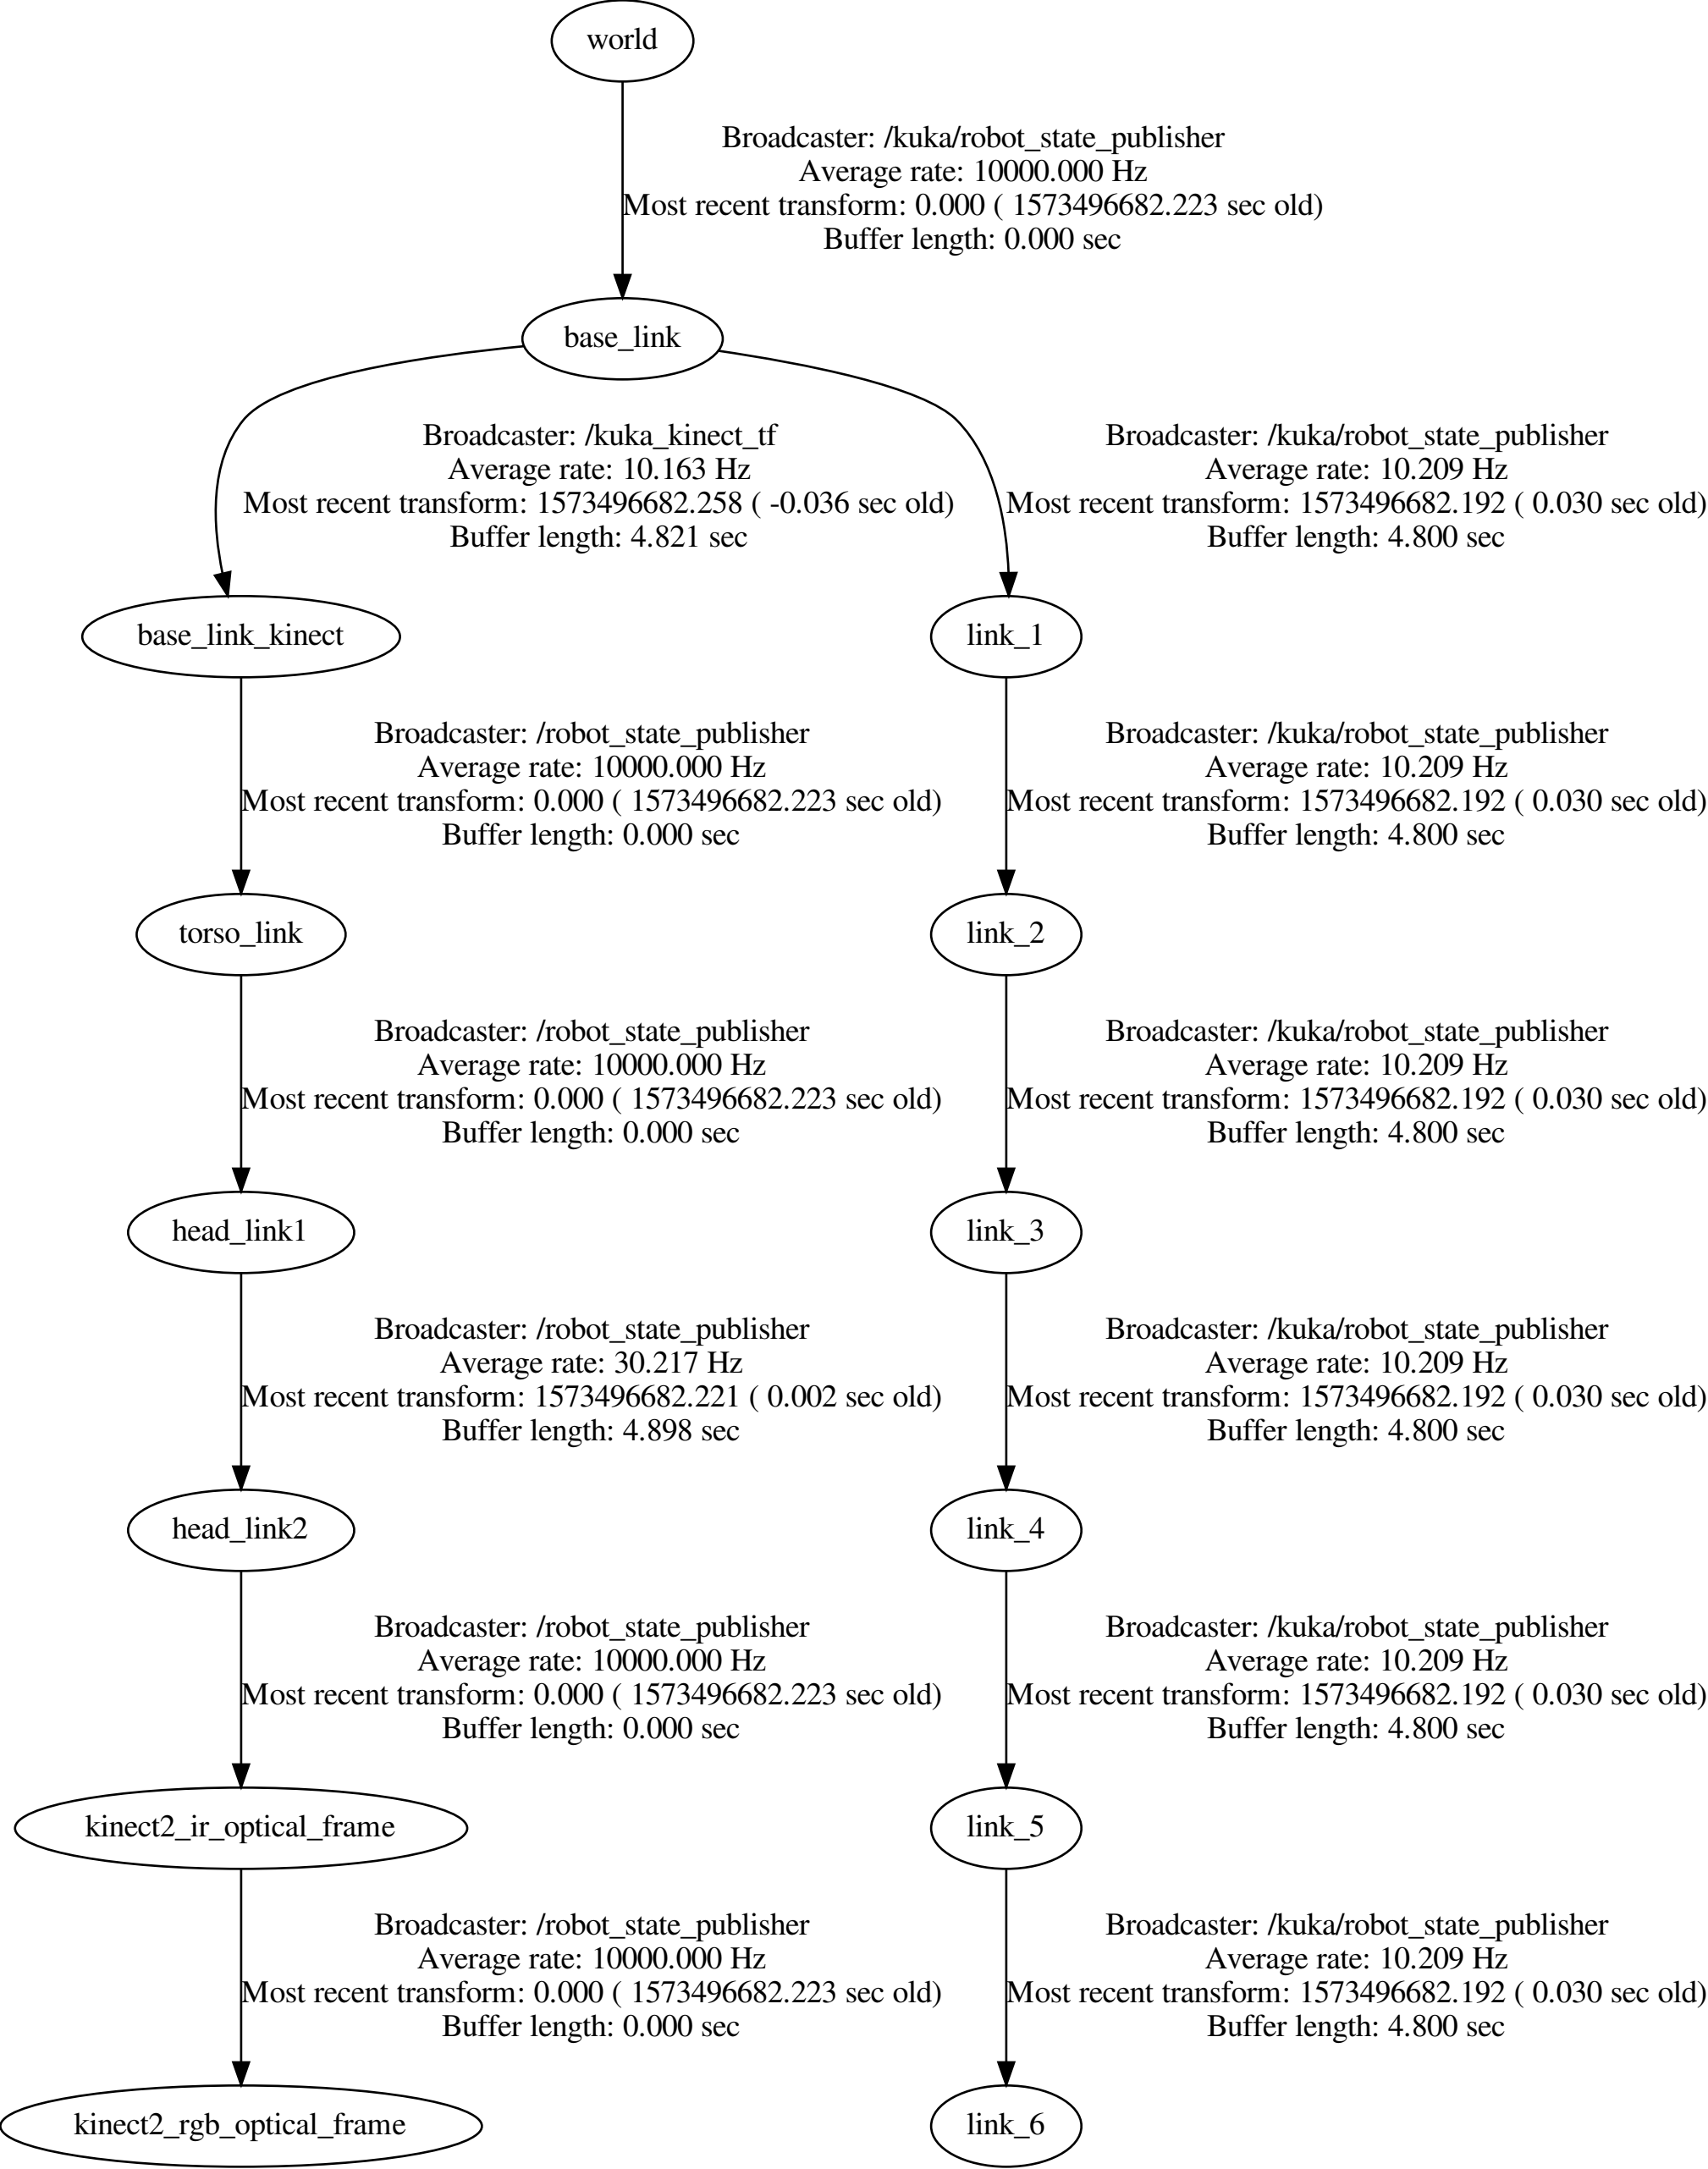 world
Broadcaster: /kuka/robot_state_publisher
Average rate: 10000.000 Hz
Most recent transform: 0.000 ( 1573496682.223 sec old)
Buffer length: 0.000 sec
base_link
Broadcaster: /kuka_kinect_tf
Average rate: 10.163 Hz
Most recent transform: 1573496682.258 ( -0.036 sec old)
Buffer length: 4.821 sec
Broadcaster: /kuka/robot_state_publisher
Average rate: 10.209 Hz
Most recent transform: 1573496682.192 ( 0.030 sec old)
Buffer length: 4.800 sec
base_link_kinect
link_1
Broadcaster: /robot_state_publisher
Average rate: 10000.000 Hz
Most recent transform: 0.000 ( 1573496682.223 sec old)
Buffer length: 0.000 sec
Broadcaster: /kuka/robot_state_publisher
Average rate: 10.209 Hz
Most recent transform: 1573496682.192 ( 0.030 sec old)
Buffer length: 4.800 sec
torso_link
link_2
Broadcaster: /robot_state_publisher
Average rate: 10000.000 Hz
Most recent transform: 0.000 ( 1573496682.223 sec old)
Buffer length: 0.000 sec
Broadcaster: /kuka/robot_state_publisher
Average rate: 10.209 Hz
Most recent transform: 1573496682.192 ( 0.030 sec old)
Buffer length: 4.800 sec
head_link1
link_3
Broadcaster: /robot_state_publisher
Average rate: 30.217 Hz
Most recent transform: 1573496682.221 ( 0.002 sec old)
Buffer length: 4.898 sec
Broadcaster: /kuka/robot_state_publisher
Average rate: 10.209 Hz
Most recent transform: 1573496682.192 ( 0.030 sec old)
Buffer length: 4.800 sec
head_link2
link_4
Broadcaster: /robot_state_publisher
Average rate: 10000.000 Hz
Most recent transform: 0.000 ( 1573496682.223 sec old)
Buffer length: 0.000 sec
Broadcaster: /kuka/robot_state_publisher
Average rate: 10.209 Hz
Most recent transform: 1573496682.192 ( 0.030 sec old)
Buffer length: 4.800 sec
kinect2_ir_optical_frame
link_5
Broadcaster: /robot_state_publisher
Average rate: 10000.000 Hz
Most recent transform: 0.000 ( 1573496682.223 sec old)
Buffer length: 0.000 sec
Broadcaster: /kuka/robot_state_publisher
Average rate: 10.209 Hz
Most recent transform: 1573496682.192 ( 0.030 sec old)
Buffer length: 4.800 sec
kinect2_rgb_optical_frame
link_6